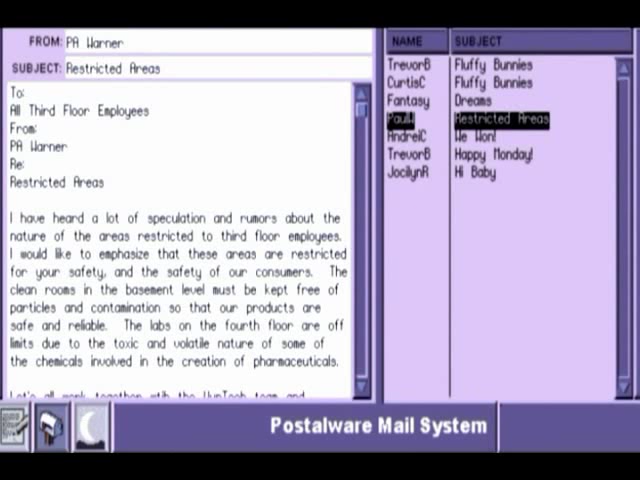 FROM: PA Warner
SUBJECT: Restricted Areas
To:
All Third Floor Employees
From:
PA Warner
Re:
Restricted Areas
I have heard a lot of speculation and rumors about the
nature of the areas restricted to third floor employees.
I would like to emphasize that these areas are restricted
for your safety, and the safety of our consumers. The
clean rooms in the basement level must be kept free of
particles and contamination so that our products are
safe and reliable. The labs on the fourth floor are off
limits due to the toxic and volatile nature of some of
the chemicals involved in the creation of pharmaceuticals.
Let's all work together
NAME SUBJECT
TrevorB Fluffy Bunnies
CurtisC Fluffy Bunnies
Fantasy Dreams
PaulW Restricted Areas
AndreiC We Won!
TrevorB Happy Monday!
JocilynR Hi Baby
Postalware Mail System